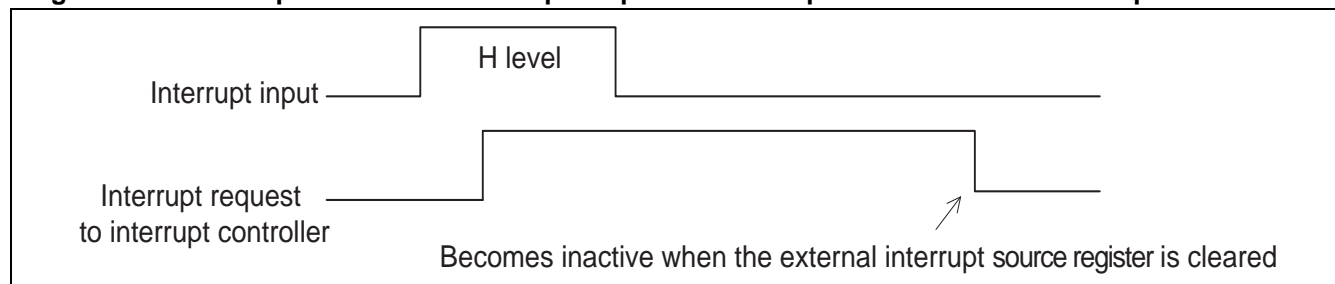 H level
Interrupt input
Interrupt request
to interrupt controller
Becomes inactive when the external interrupt source register is cleared